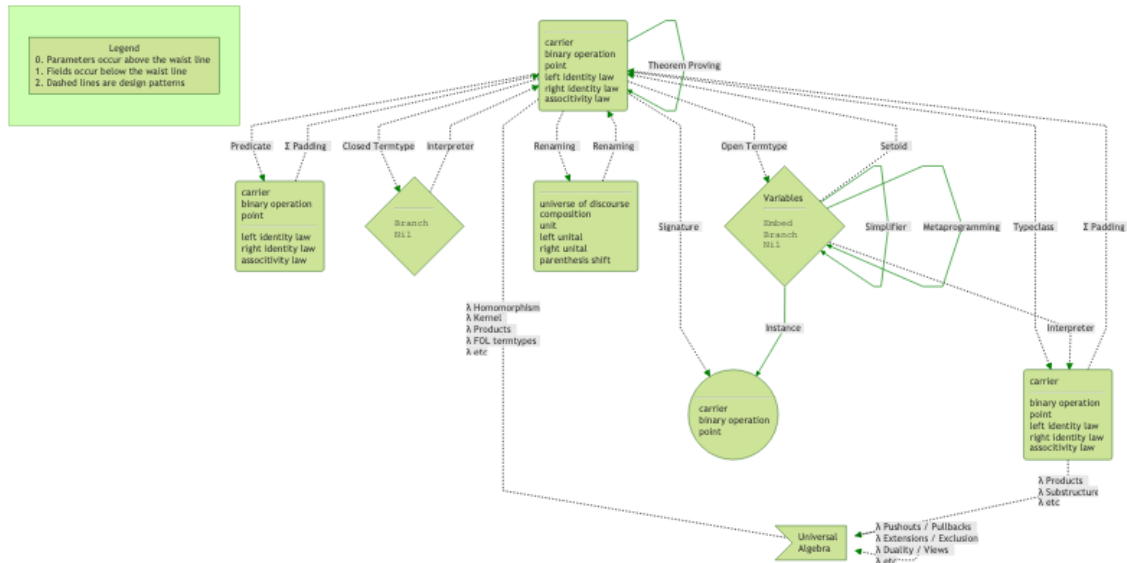 Legend
0. Parameters occur above the waist line
1. Fields occur below the waist line
2. Dashed lines are design patterns
carrier
binary operation
point
left identity law
right identity law
associtivity law
Theorem Proving
Predicate
Σ Padding
Closed Termtype
Interpreter
Renaming
Renaming
Open Termtype
Setoid
carrier
binary operation
point
left identity law
right identity law
associtivity law
Branch
Nil
universe of discourse
composition
unit
left unital
right unital
parenthesis shift
Signature
Variables
Embed
Branch
Nil
Simplifier
Metaprogramming
Typeclass
Σ Padding
λ Homomorphism
λ Kernel
λ Products
λ FOL termtypes
λ etc
Instance
Interpreter
carrier
binary operation
point
carrier
binary operation
point
left identity law
right identity law
associtivity law
λ Products
λ Substructure
λ etc
Universal
Algebra
λ Pushouts / Pullbacks
λ Extensions / Exclusion
λ Duality / Views
λ etc